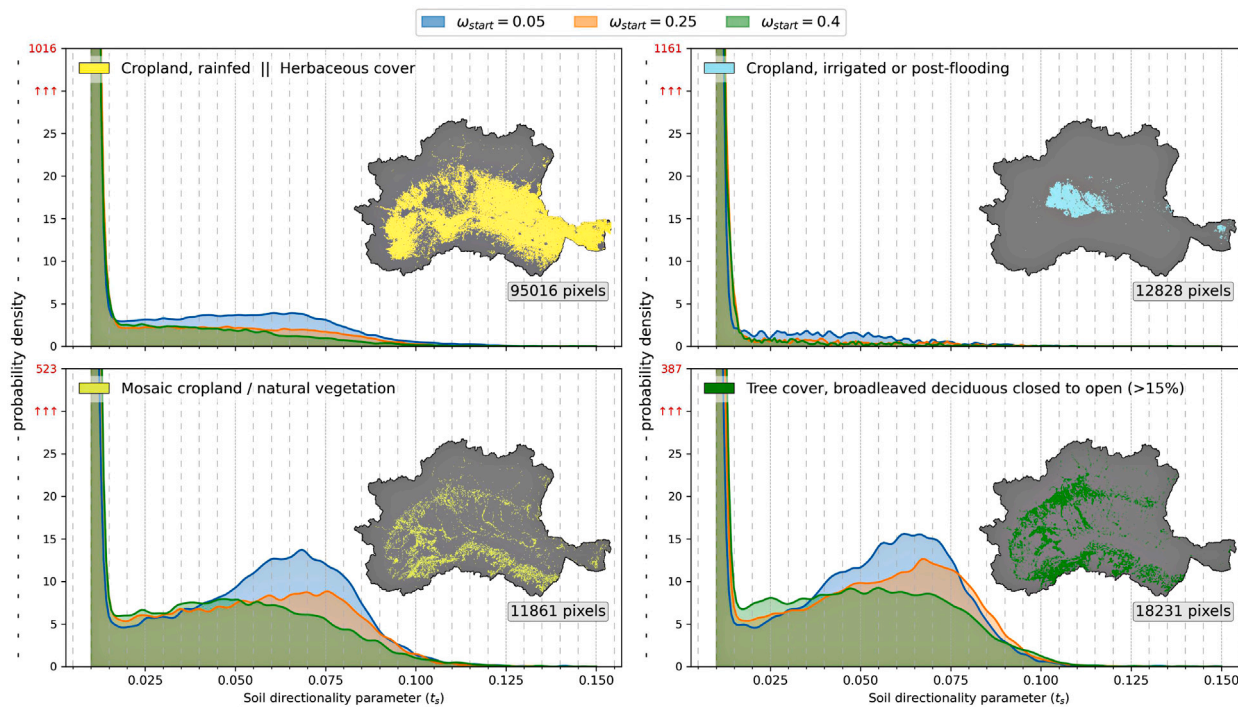 ω_start = 0.05 ω_start = 0.25 ω_start = 0.4
1016
↑↑↑
25
20
15
10
5
0
Cropland, rainfed || Herbaceous cover
95016 pixels
1161
↑↑↑
25
20
15
10
5
0
Cropland, irrigated or post-flooding
12828 pixels
- - - - - - - - probability density - - - - - - - -
- - - - - - - - probability density - - - - - - - -
523
↑↑↑
25
20
15
10
5
0
Mosaic cropland / natural vegetation
11861 pixels
0.025 0.050 0.075 0.100 0.125 0.150
Soil directionality parameter (t_s)
387
↑↑↑
25
20
15
10
5
0
Tree cover, broadleaved deciduous closed to open (>15%)
18231 pixels
0.025 0.050 0.075 0.100 0.125 0.150
Soil directionality parameter (t_s)